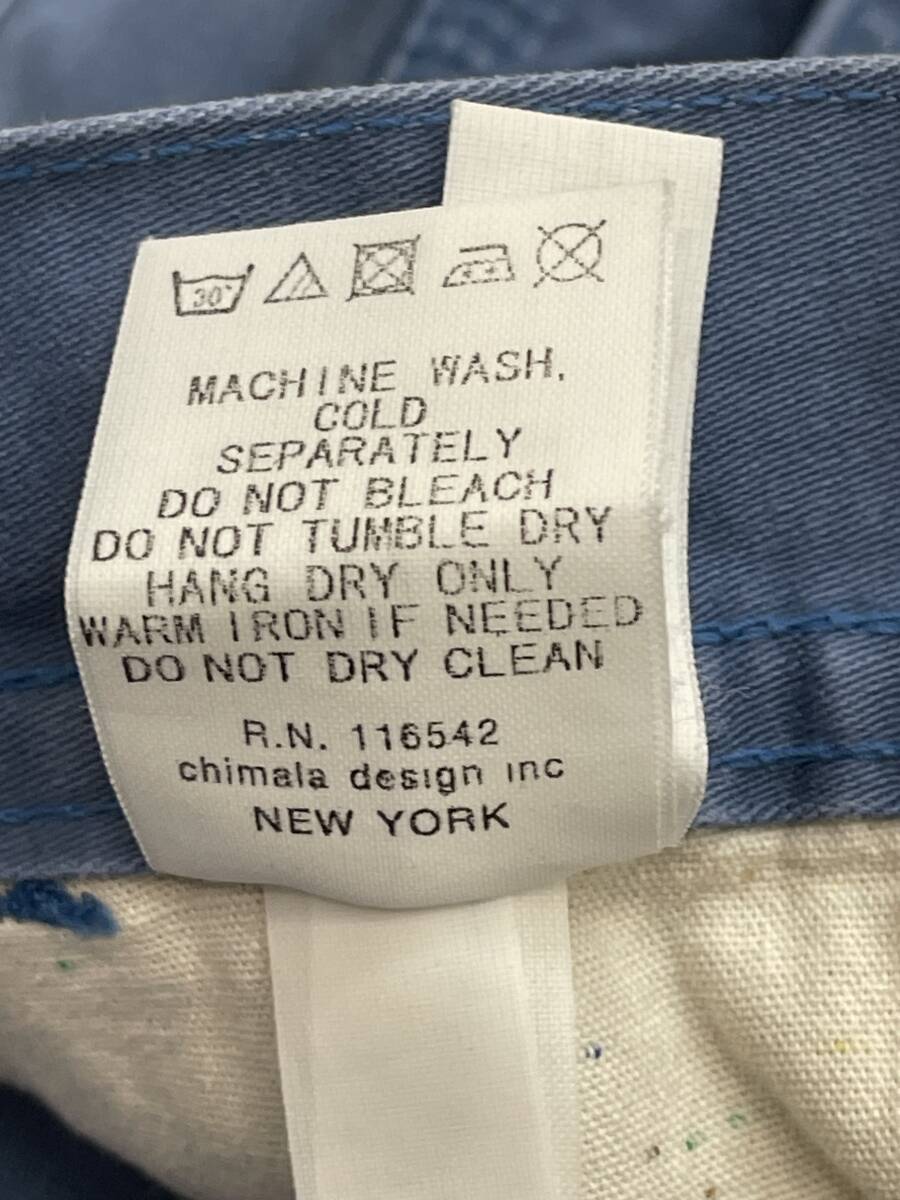 30°
MACHINE WASH,
COLD
SEPARATELY
DO NOT BLEACH
DO NOT TUMBLE DRY
HANG DRY ONLY
WARM IRON IF NEEDED
DO NOT DRY CLEAN
R.N. 116542
chimala design inc
NEW YORK